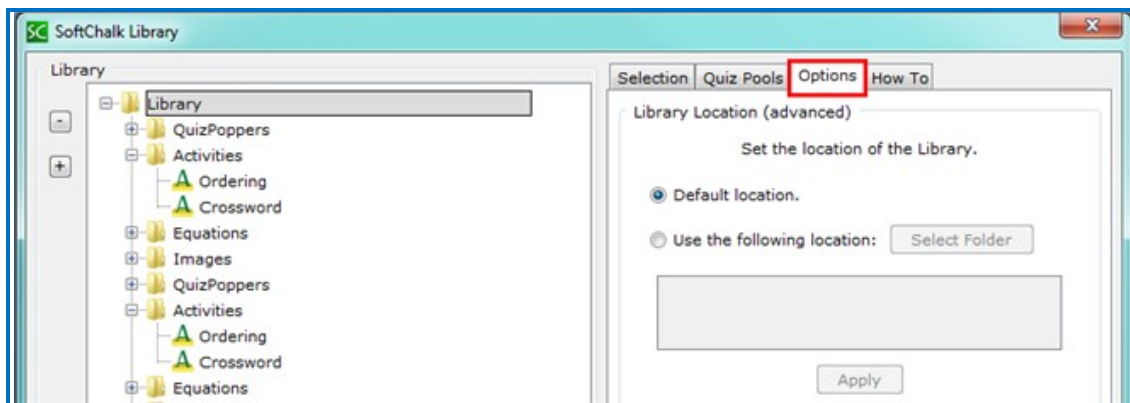 SC SoftChalk Library
Library
-
+
Library
QuizPoppers
Activities
A Ordering
A Crossword
Equations
Images
QuizPoppers
Activities
A Ordering
A Crossword
Equations
Selection Quiz Pools Options How To
Library Location (advanced)
Set the location of the Library.
Default location.
Use the following location: Select Folder
Apply